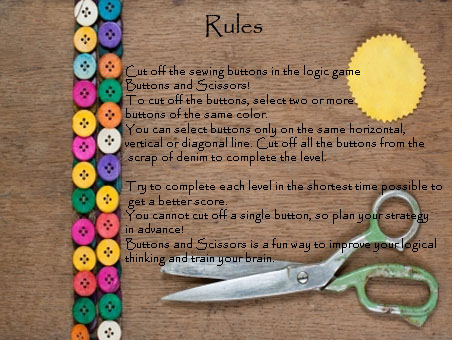 Rules
Cut off the sewing buttons in the logic game
Buttons and Scissors!
To cut off the buttons, select two or more
buttons of the same color.
You can select buttons only on the same horizontal,
vertical or diagonal line. Cut off all the buttons from the
scrap of denim to complete the level.
Try to complete each level in the shortest time possible to
get a better score.
You cannot cut off a single button, so plan your strategy
in advance!
Buttons and Scissors is a fun way to improve your logical
thinking and train your brain.